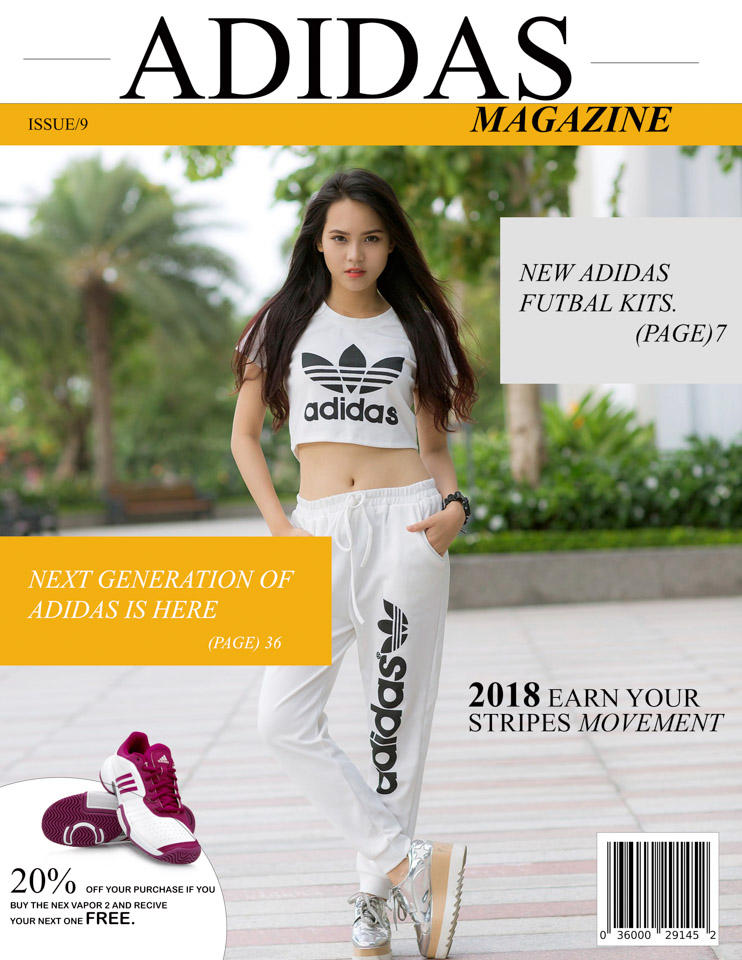 ADIDAS
ISSUE/9
MAGAZINE
NEW ADIDAS
FUTBAL KITS.
(PAGE)7
adidas
NEXT GENERATION OF
ADIDAS IS HERE
(PAGE) 36
adidas®
2018 EARN YOUR
STRIPES MOVEMENT
adidas
20% OFF YOUR PURCHASE IF YOU
BUY THE NEX VAPOR 2 AND RECIVE
YOUR NEXT ONE FREE.
0 36000 29145 2